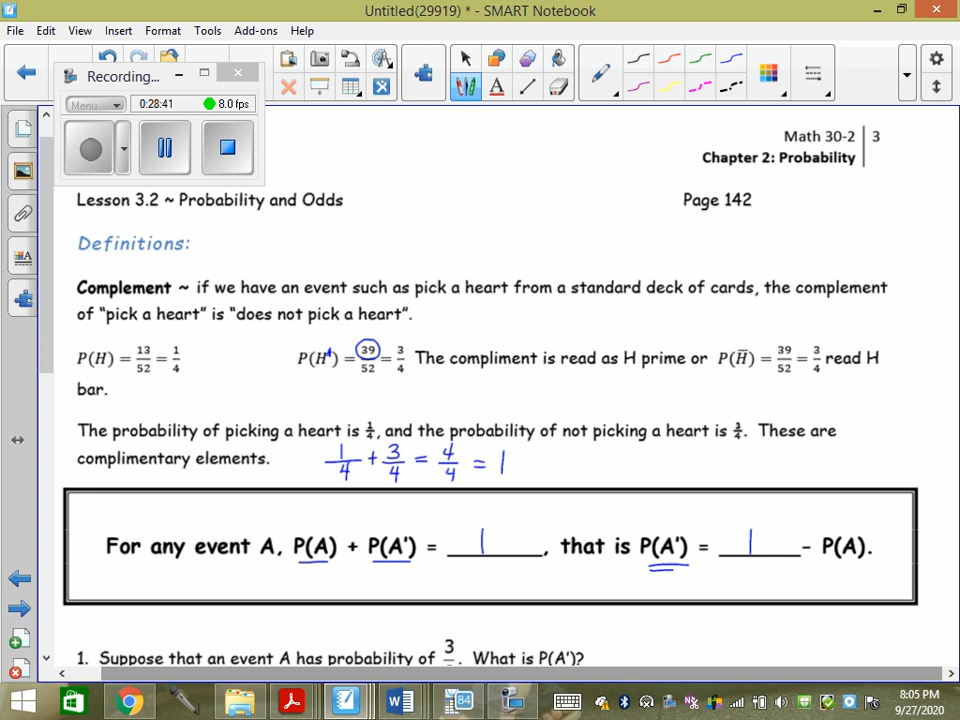 Untitled(29919) * - SMART Notebook
File Edit View Insert Format Tools Add-ons Help
Recording...
Menu 0:28:41 8.0 fps
Math 30-2 3
Chapter 2: Probability
Lesson 3.2 ~ Probability and Odds Page 142
Definitions:
Complement ~ if we have an event such as pick a heart from a standard deck of cards, the complement
of “pick a heart” is “does not pick a heart”.
P(H) = 13/52 = 1/4 P(H') = 39/52 = 3/4 The compliment is read as H prime or P(H̅) = 39/52 = 3/4 read H
bar.
The probability of picking a heart is ¼, and the probability of not picking a heart is ¾. These are
complimentary elements. 1/4 + 3/4 = 4/4 = 1
For any event A, P(A) + P(A') = 1, that is P(A') = 1 - P(A).
1. Suppose that an event A has probability of 3. What is P(A')?
84
8:05 PM
9/27/2020